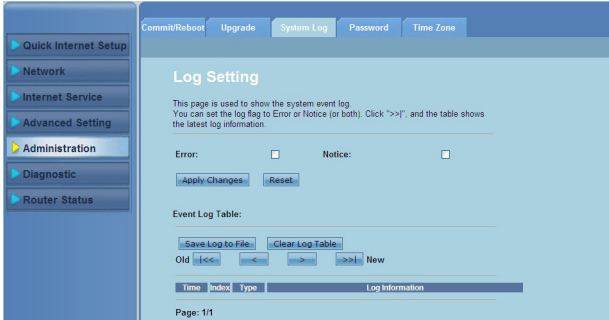 Commit/Reboot Upgrade System Log Password Time Zone
Quick Internet Setup
Network
Internet Service
Advanced Setting
Administration
Diagnostic
Router Status
Log Setting
This page is used to show the system event log.
You can set the log flag to Error or Notice (or both). Click ">>|", and the table shows
the latest log information.
Error: Notice:
Apply Changes Reset
Event Log Table:
Save Log to File Clear Log Table
Old |<< < > >>| New
Time Index Type Log Information
Page: 1/1